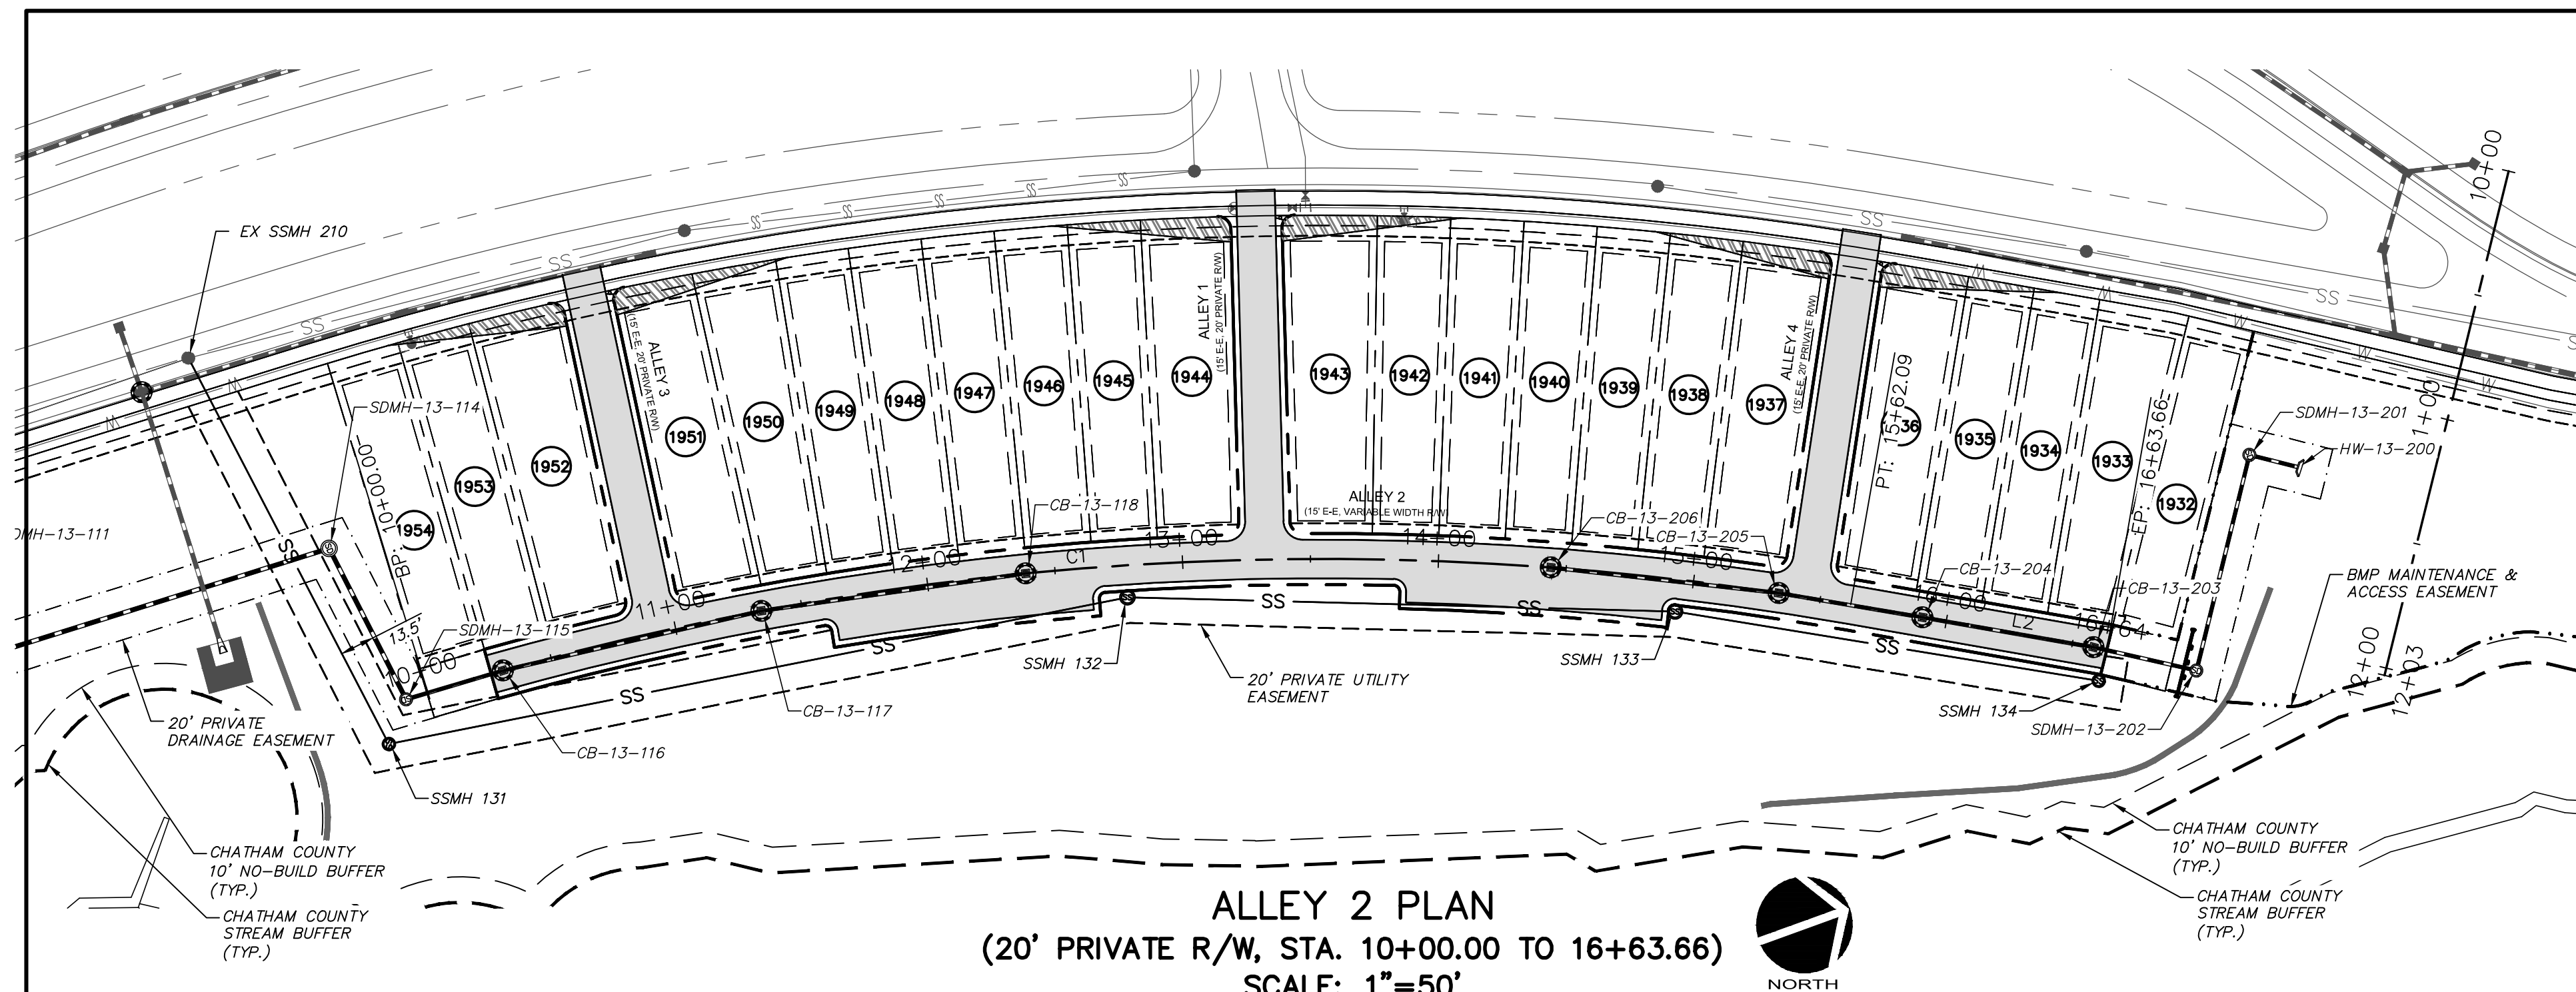 EX SSMH 210
SS
SS
SS
SS
SS
SS
SS
SS
SS
10+00
W
W
W
W
W
W
W
W
SDMH-13-114
BP: 10+00.00
1954
1953
1952
ALLEY 3
(15' E-E, 20' PRIVATE R/W)
1951
1950
1949
1948
1947
1946
1945
1944
ALLEY 1
(15' E-E, 20' PRIVATE R/W)
1943
1942
1941
1940
1939
1938
1937
ALLEY 4
(15' E-E, 20' PRIVATE R/W)
PT: 15+62.09
36
1935
1934
1933
EP: 16+63.66
1932
SDMH-13-201
HW-13-200
11+00
ALLEY 2
(15' E-E, VARIABLE WIDTH R/W)
CB-13-118
CB-13-206
CB-13-205
CB-13-204
CB-13-203
BMP MAINTENANCE &
ACCESS EASEMENT
MH-13-111
SS
13.5'
SDMH-13-115
10+00
11+00
2+00
C1
13+00
14+00
15+00
16+00
L2
16+64
12+00
12+03
SS
SS
SS
SS
SS
SSMH 132
SSMH 133
SSMH 134
SDMH-13-202
20' PRIVATE UTILITY
EASEMENT
CB-13-117
CB-13-116
20' PRIVATE
DRAINAGE EASEMENT
SSMH 131
CHATHAM COUNTY
10' NO-BUILD BUFFER
(TYP.)
CHATHAM COUNTY
STREAM BUFFER
(TYP.)
CHATHAM COUNTY
10' NO-BUILD BUFFER
(TYP.)
CHATHAM COUNTY
STREAM BUFFER
(TYP.)
ALLEY 2 PLAN
(20' PRIVATE R/W, STA. 10+00.00 TO 16+63.66)
SCALE: 1"=50'
NORTH